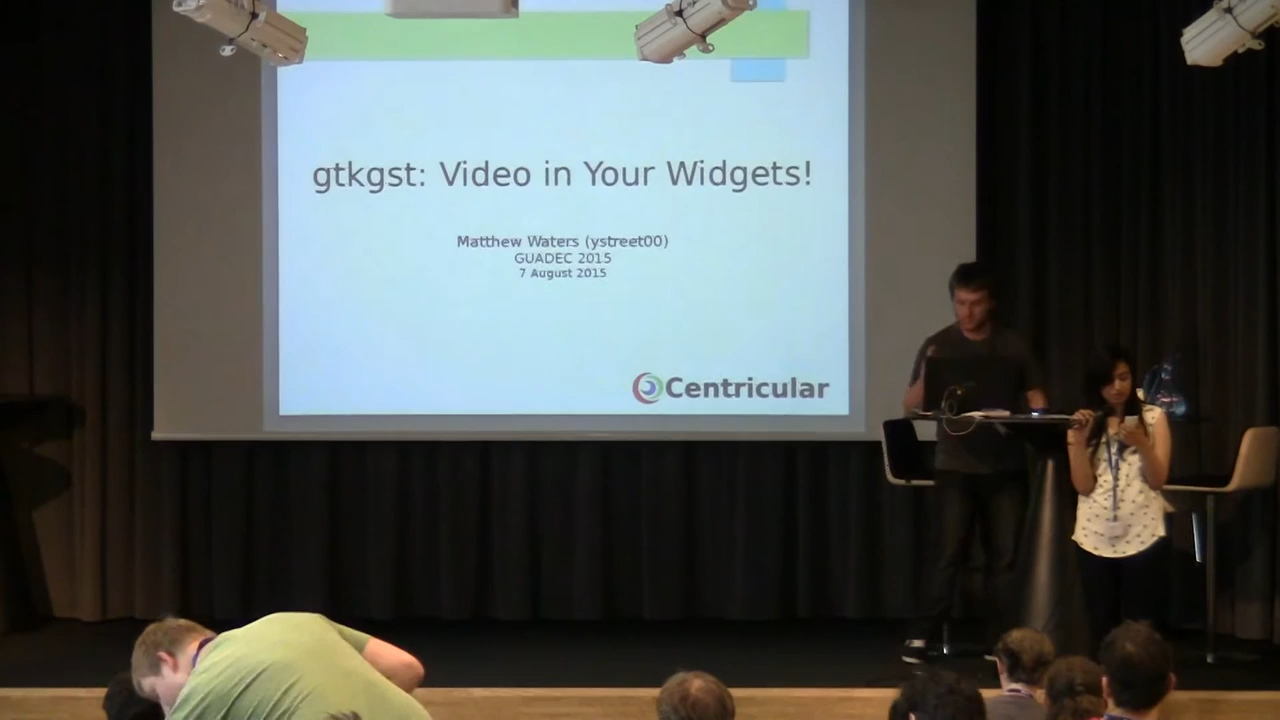 gtkgst: Video in Your Widgets!
Matthew Waters (ystreet00)
GUADEC 2015
7 August 2015
Centricular